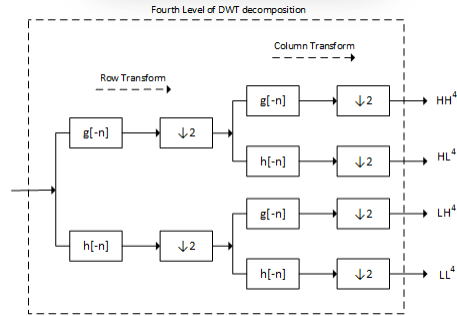 Fourth Level of DWT decomposition
Column Transform
Row Transform
g[-n] ↓2 HH⁴
g[-n] ↓2
h[-n] ↓2 HL⁴
g[-n] ↓2 LH⁴
h[-n] ↓2
h[-n] ↓2 LL⁴